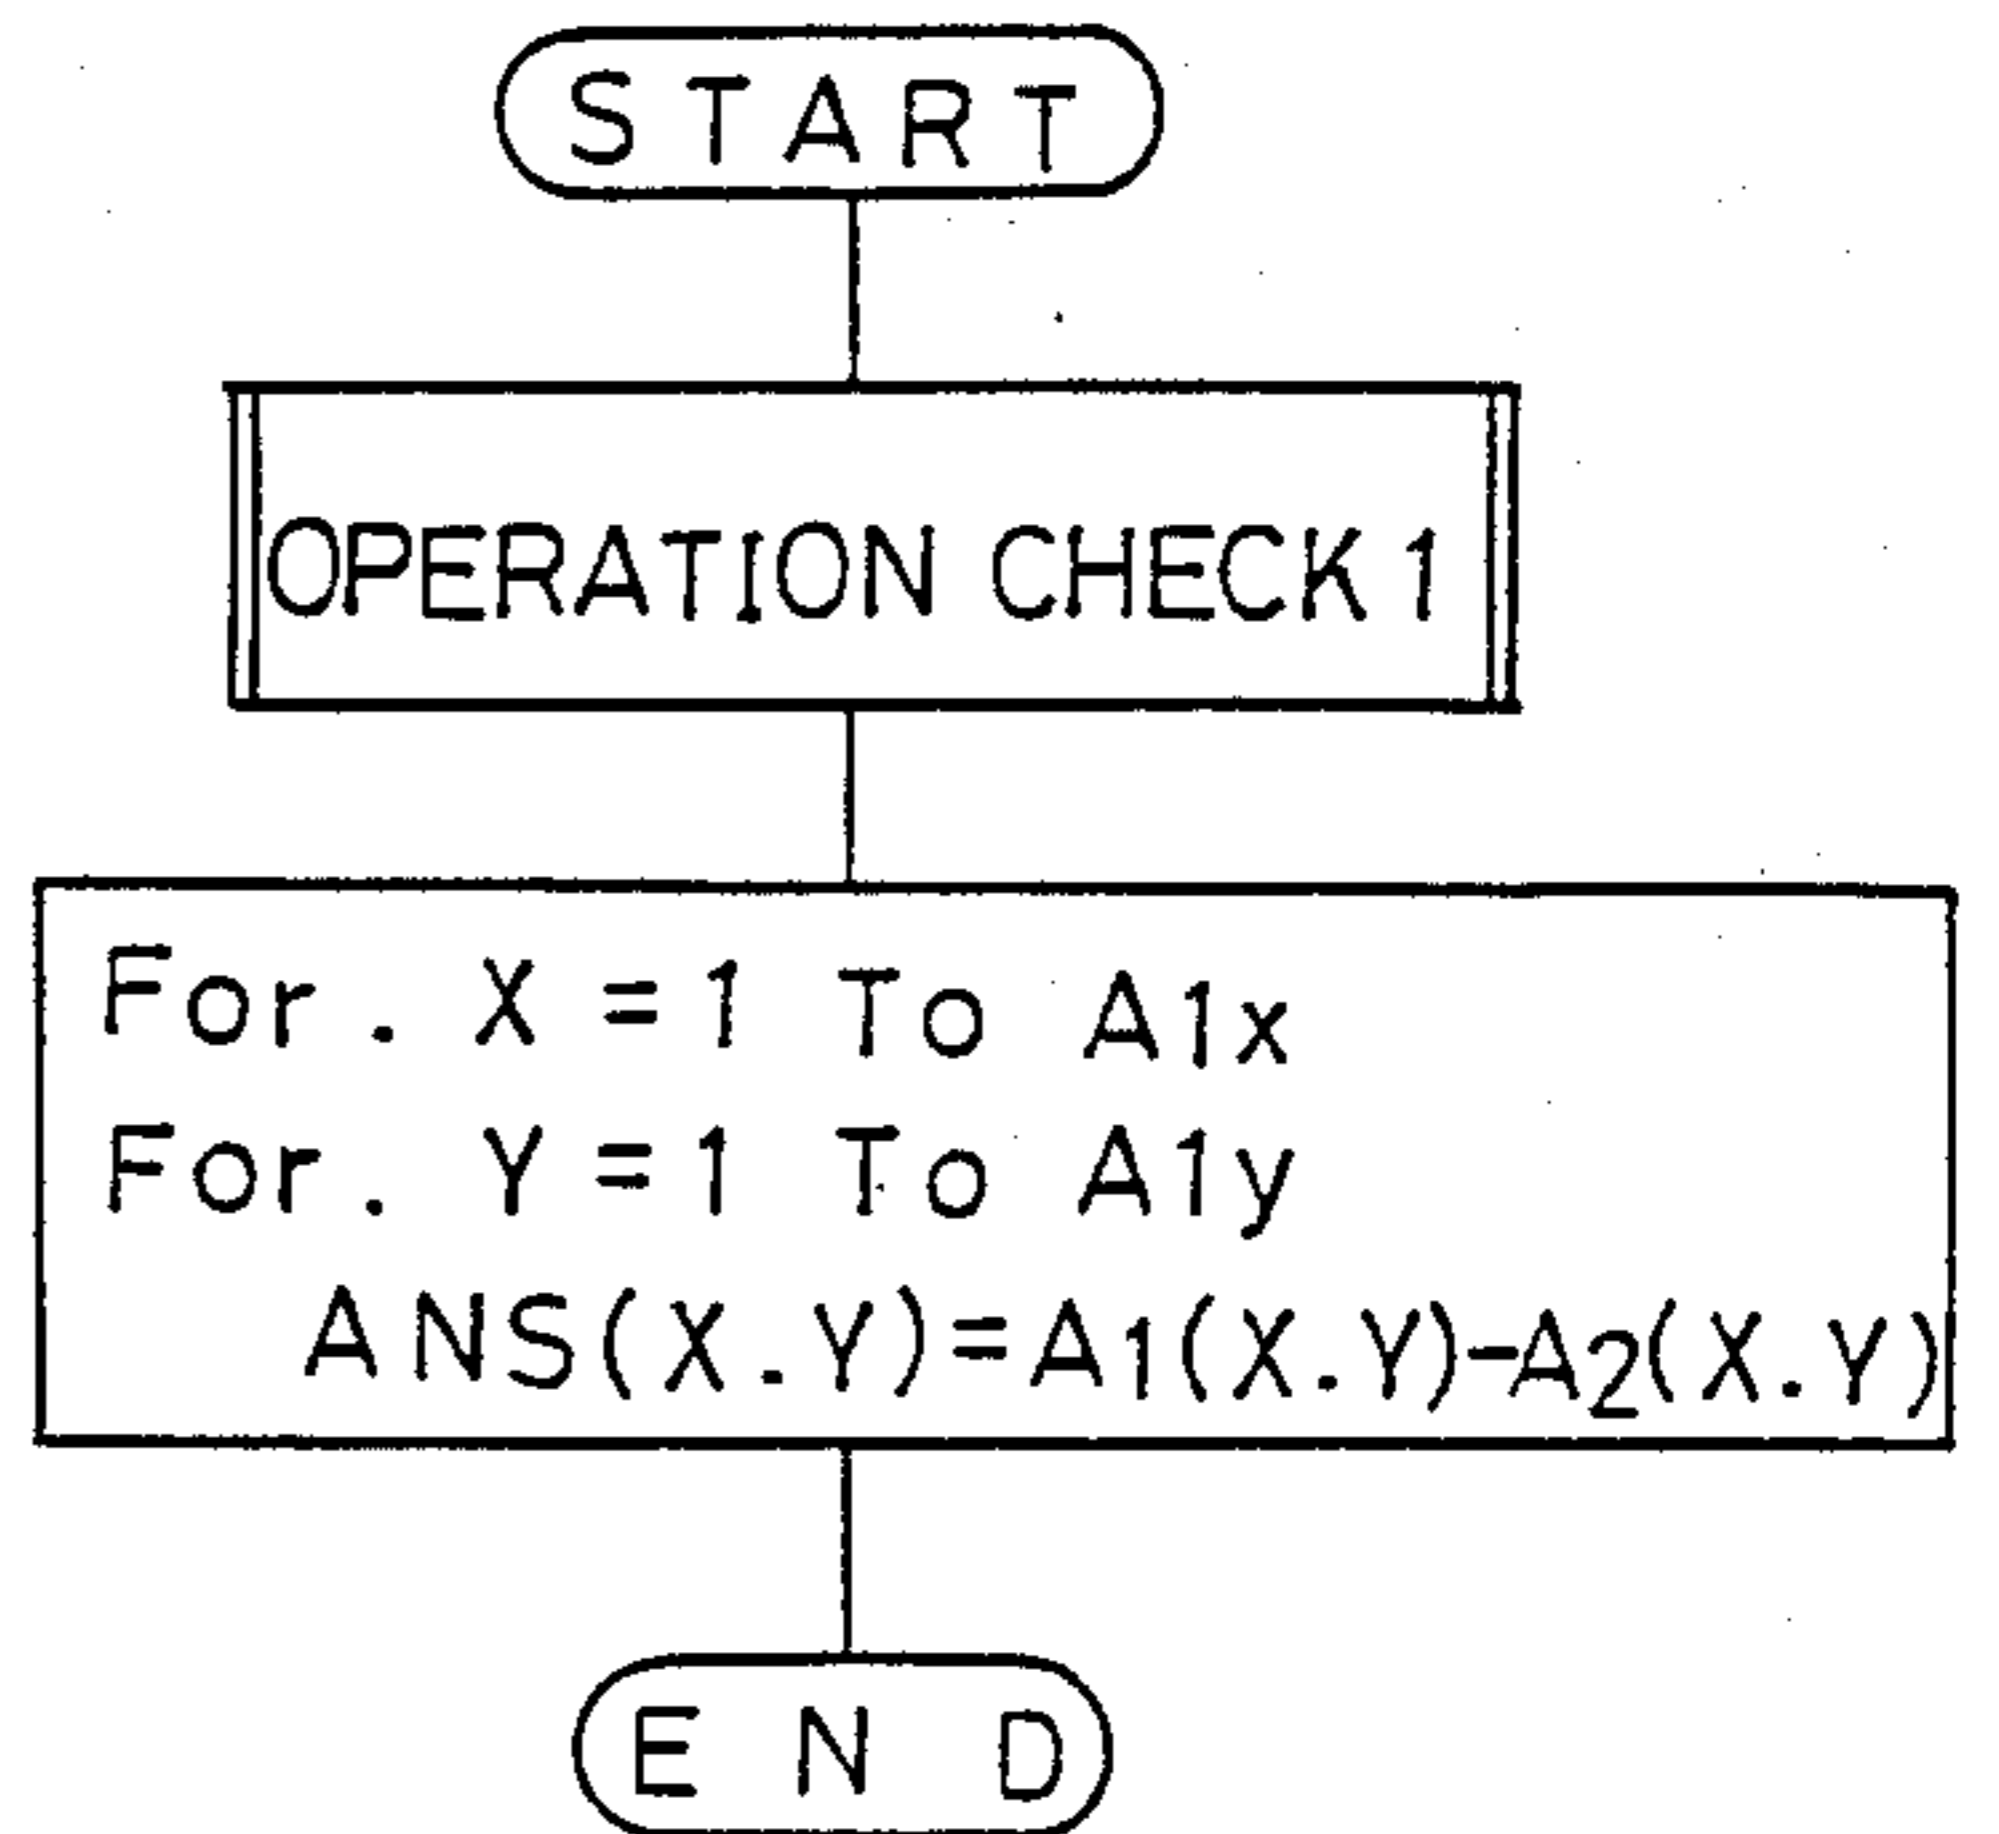 START
OPERATION CHECK 1
For. X = 1 To A1x
For. Y = 1 To A1y
ANS(X.Y)=A1(X.Y)-A2(X.Y)
END